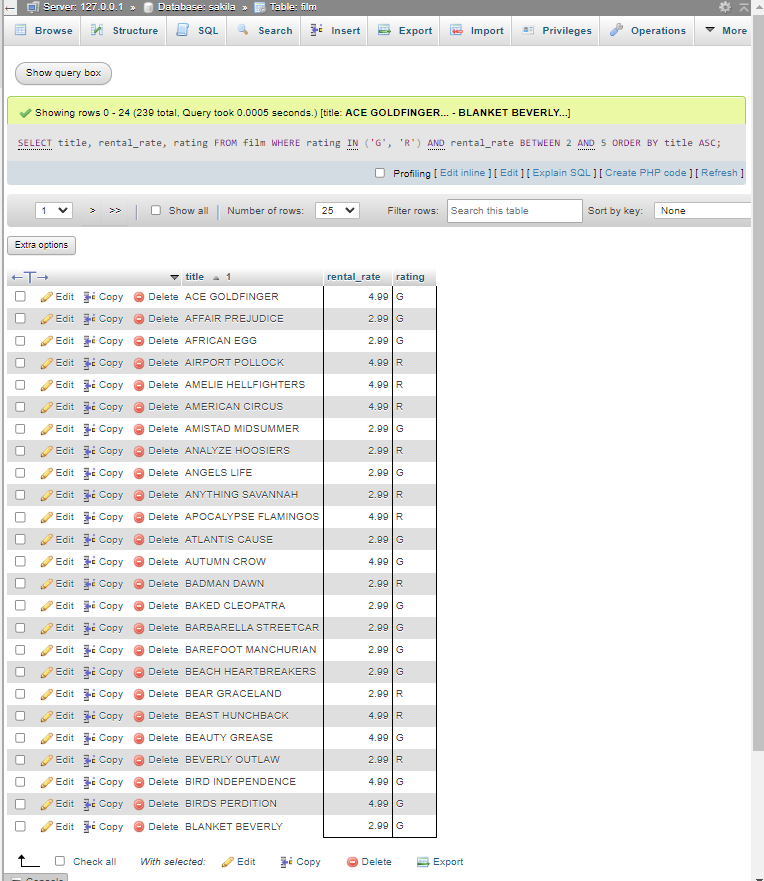 Server: 127.0.0.1 » Database: sakila » Table: film
Browse Structure SQL Search Insert Export Import Privileges Operations More
Show query box
Showing rows 0 - 24 (239 total, Query took 0.0005 seconds.) [title: ACE GOLDFINGER... - BLANKET BEVERLY...]
SELECT title, rental_rate, rating FROM film WHERE rating IN ('G', 'R') AND rental_rate BETWEEN 2 AND 5 ORDER BY title ASC;
Profiling [ Edit inline ] [ Edit ] [ Explain SQL ] [ Create PHP code ] [ Refresh ]
1 > >> Show all Number of rows: 25 Filter rows: Search this table Sort by key: None
Extra options
←T→ title 1 rental_rate rating
Edit Copy Delete ACE GOLDFINGER 4.99 G
Edit Copy Delete AFFAIR PREJUDICE 2.99 G
Edit Copy Delete AFRICAN EGG 2.99 G
Edit Copy Delete AIRPORT POLLOCK 4.99 R
Edit Copy Delete AMELIE HELLFIGHTERS 4.99 R
Edit Copy Delete AMERICAN CIRCUS 4.99 R
Edit Copy Delete AMISTAD MIDSUMMER 2.99 G
Edit Copy Delete ANALYZE HOOSIERS 2.99 R
Edit Copy Delete ANGELS LIFE 2.99 G
Edit Copy Delete ANYTHING SAVANNAH 2.99 R
Edit Copy Delete APOCALYPSE FLAMINGOS 4.99 R
Edit Copy Delete ATLANTIS CAUSE 2.99 G
Edit Copy Delete AUTUMN CROW 4.99 G
Edit Copy Delete BADMAN DAWN 2.99 R
Edit Copy Delete BAKED CLEOPATRA 2.99 G
Edit Copy Delete BARBARELLA STREETCAR 2.99 G
Edit Copy Delete BAREFOOT MANCHURIAN 2.99 G
Edit Copy Delete BEACH HEARTBREAKERS 2.99 G
Edit Copy Delete BEAR GRACELAND 2.99 R
Edit Copy Delete BEAST HUNCHBACK 4.99 R
Edit Copy Delete BEAUTY GREASE 4.99 G
Edit Copy Delete BEVERLY OUTLAW 2.99 R
Edit Copy Delete BIRD INDEPENDENCE 4.99 G
Edit Copy Delete BIRDS PERDITION 4.99 G
Edit Copy Delete BLANKET BEVERLY 2.99 G
Check all With selected: Edit Copy Delete Export
Console